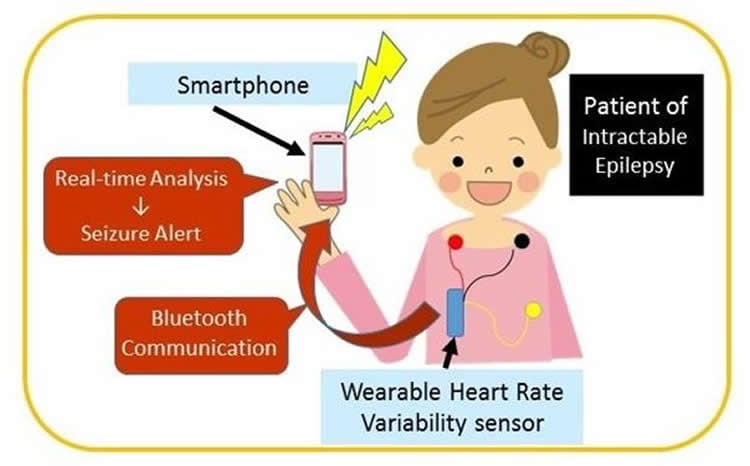 Smartphone
Patient of
Intractable
Epilepsy
Real-time Analysis
↓
Seizure Alert
Bluetooth
Communication
Wearable Heart Rate
Variability sensor